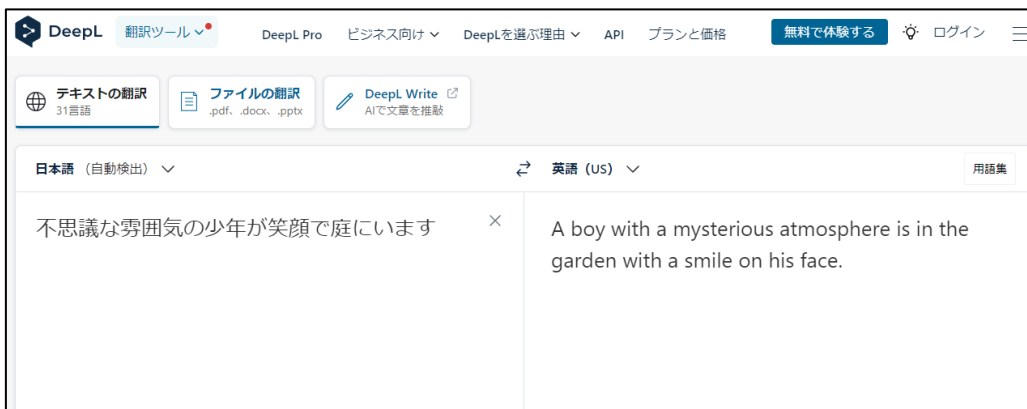 DeepL 翻訳ツール DeepL Pro ビジネス向け DeepLを選ぶ理由 API プランと価格 無料で体験する ログイン
テキストの翻訳
31言語
ファイルの翻訳
.pdf、.docx、.pptx
DeepL Write
AIで文章を推敲
日本語 (自動検出)
英語 (US)
用語集
不思議な雰囲気の少年が笑顔で庭にいます
A boy with a mysterious atmosphere is in the
garden with a smile on his face.